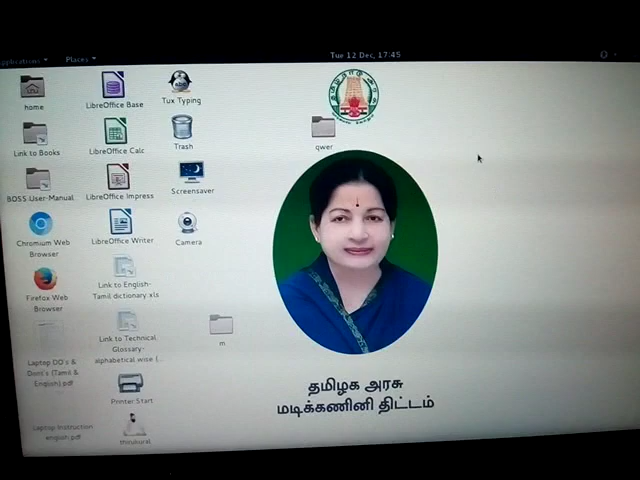 Applications
Places
Tue 12 Dec, 17:45
home
Link to Books
BOSS User-Manual
Chromium Web
Browser
Firefox Web
Browser
Laptop DO's &
Dont's (Tamil &
English).pdf
Laptop Instruction
english.pdf
LibreOffice Base
LibreOffice Calc
LibreOffice Impress
LibreOffice Writer
Link to English-
Tamil dictionary.xls
Link to Technical
Glossary-
alphabetical wise (...
Printer Start
thirukural
Tux Typing
Trash
Screensaver
Camera
m
qwer
தமிழக அரசு
மடிக்கணினி திட்டம்